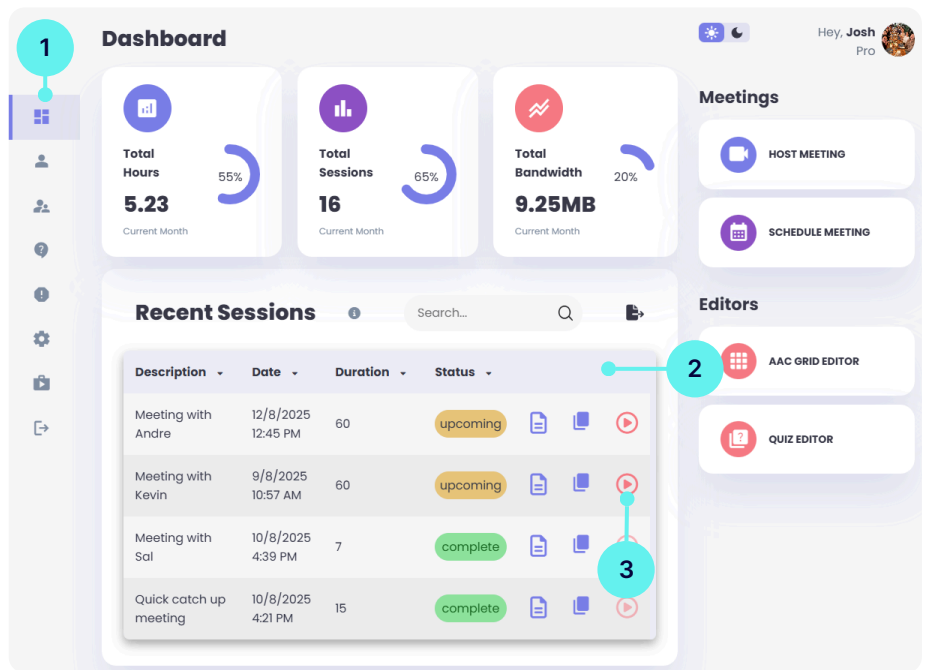 1
Dashboard
Hey, Josh
Pro
Total
Hours
55%
5.23
Current Month
Total
Sessions
65%
16
Current Month
Total
Bandwidth
20%
9.25MB
Current Month
Meetings
HOST MEETING
SCHEDULE MEETING
Editors
AAC GRID EDITOR
QUIZ EDITOR
Recent Sessions
Search...
2
Description Date Duration Status
Meeting with
Andre
12/8/2025
12:45 PM
60
upcoming
Meeting with
Kevin
9/8/2025
10:57 AM
60
upcoming
3
Meeting with
Sal
10/8/2025
4:39 PM
7
complete
Quick catch up
meeting
10/8/2025
4:21 PM
15
complete